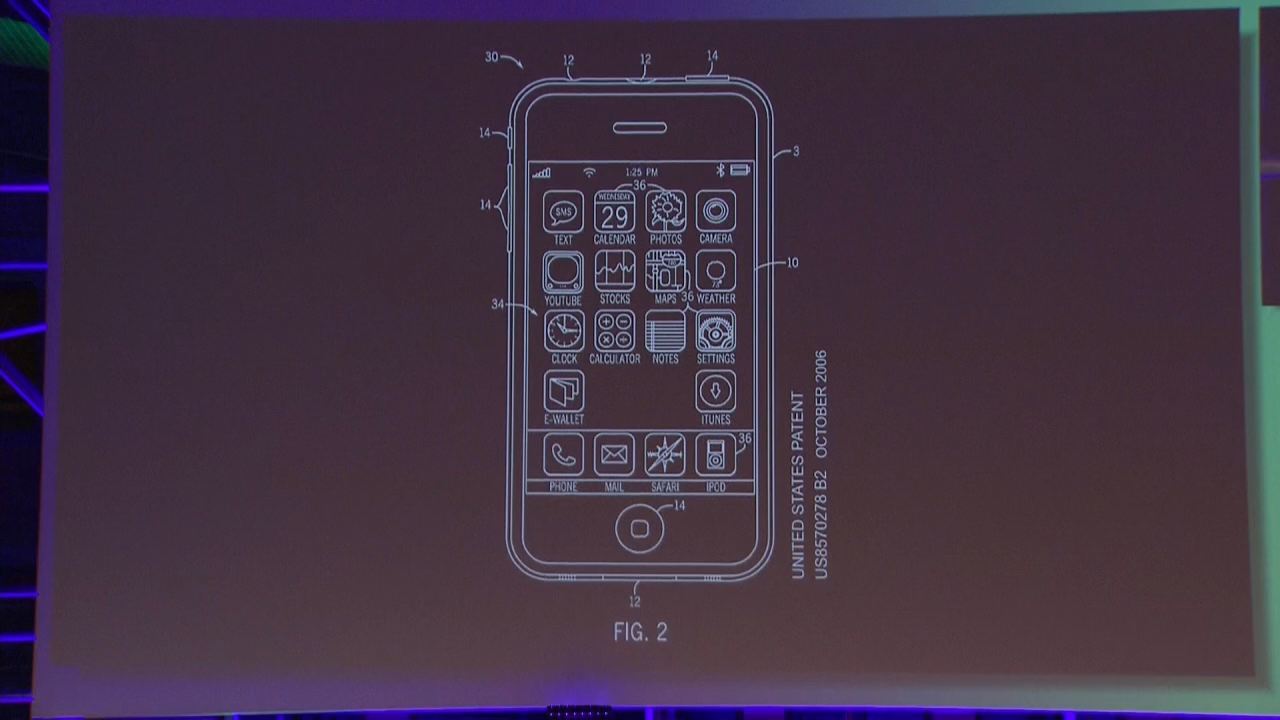 30
12
12
14
14
3
1:25 PM
36
WEDNESDAY
SMS
29
TEXT
CALENDAR
PHOTOS
CAMERA
14
10
YOUTUBE
STOCKS
MAPS
36
WEATHER
34
CLOCK
CALCULATOR
NOTES
SETTINGS
E-WALLET
ITUNES
36
PHONE
MAIL
SAFARI
IPOD
14
12
FIG. 2
UNITED STATES PATENT
US8570278 B2 OCTOBER 2006